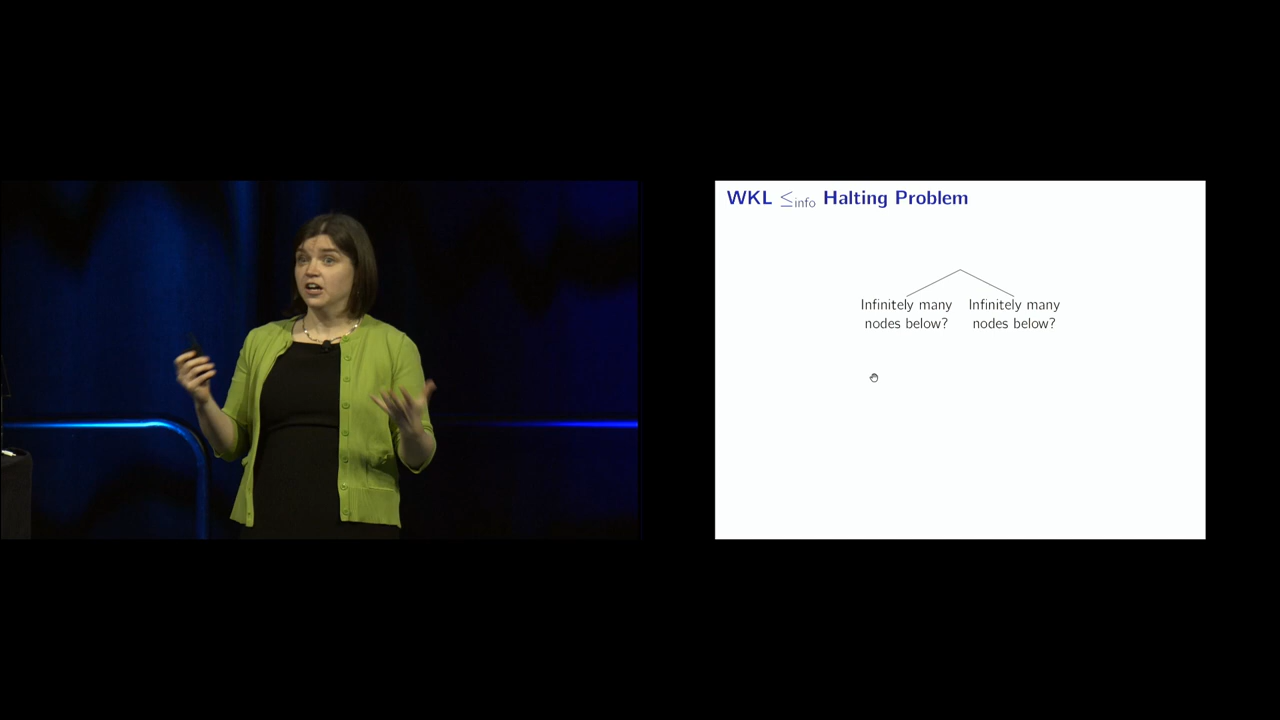 WKL ≤info Halting Problem
Infinitely many Infinitely many
nodes below? nodes below?